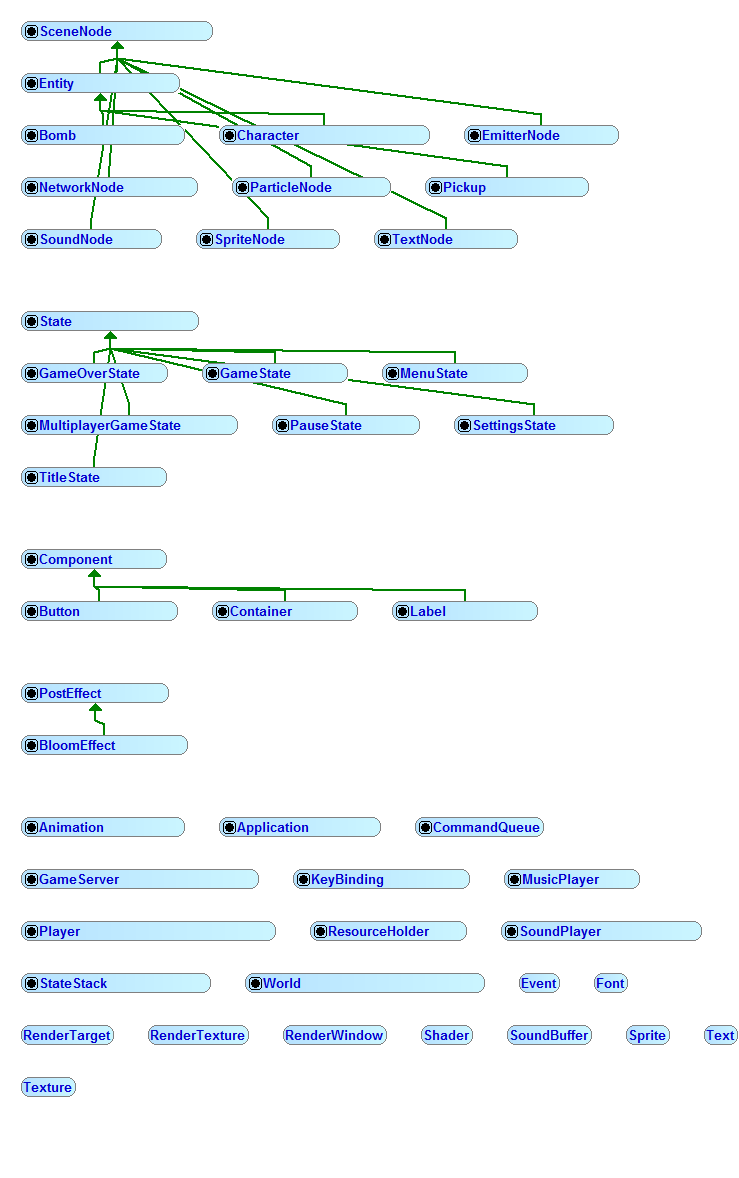 SceneNode
Entity
Bomb Character EmitterNode
NetworkNode ParticleNode Pickup
SoundNode SpriteNode TextNode
State
GameOverState GameState MenuState
MultiplayerGameState PauseState SettingsState
TitleState
Component
Button Container Label
PostEffect
BloomEffect
Animation Application CommandQueue
GameServer KeyBinding MusicPlayer
Player ResourceHolder SoundPlayer
StateStack World Event Font
RenderTarget RenderTexture RenderWindow Shader SoundBuffer Sprite Text
Texture